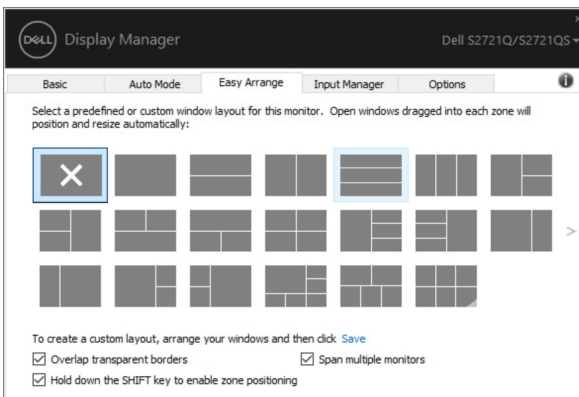 DELL Display Manager
Dell S2721Q/S2721QS
Basic Auto Mode Easy Arrange Input Manager Options
Select a predefined or custom window layout for this monitor. Open windows dragged into each zone will
position and resize automatically:
To create a custom layout, arrange your windows and then click Save
Overlap transparent borders Span multiple monitors
Hold down the SHIFT key to enable zone positioning